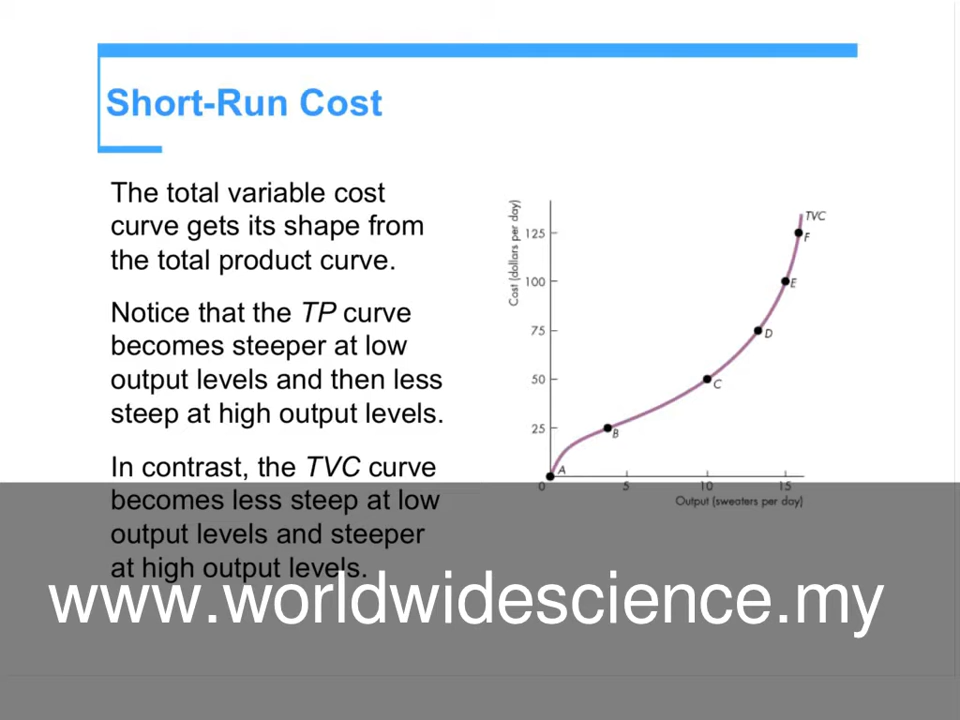 Short-Run Cost
The total variable cost
curve gets its shape from
the total product curve.
Notice that the TP curve
becomes steeper at low
output levels and then less
steep at high output levels.
In contrast, the TVC curve
becomes less steep at low
output levels and steeper
at high output levels.
Cost (dollars per day)
125
100
75
50
25
0
5
10
15
Output (sweaters per day)
TVC
F
E
D
C
B
A
www.worldwidescience.my